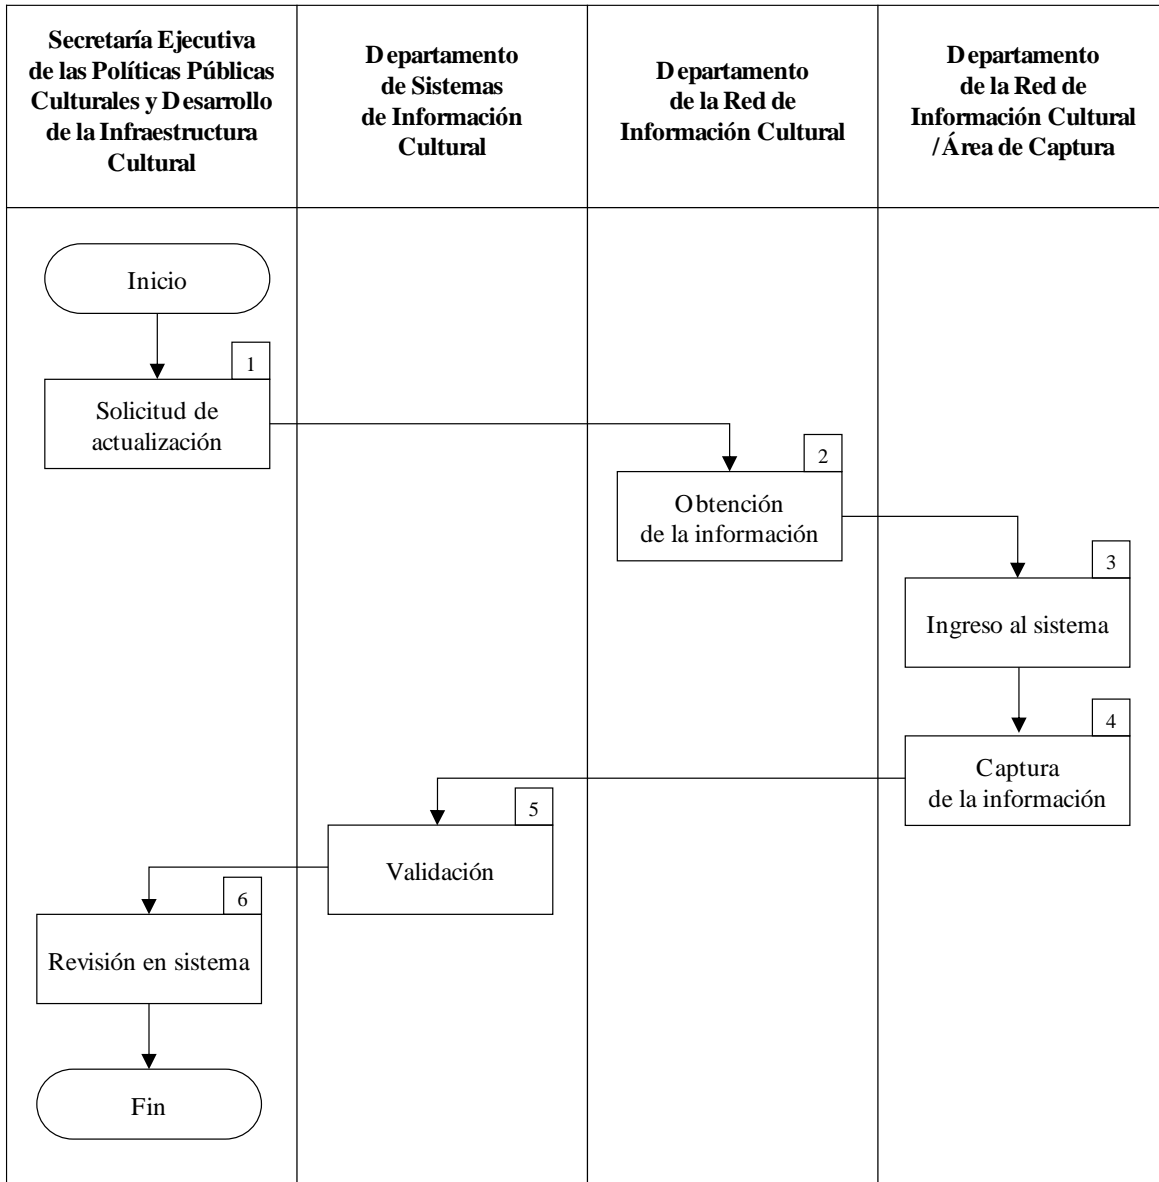 Secretaría Ejecutiva
de las Políticas Públicas
Culturales y Desarrollo
de la Infraestructura
Cultural
Departamento
de Sistemas
de Información
Cultural
Departamento
de la Red de
Información Cultural
Departamento
de la Red de
Información Cultural
/Área de Captura
Inicio
1
Solicitud de
actualización
2
Obtención
de la información
3
Ingreso al sistema
4
Captura
de la información
5
Validación
6
Revisión en sistema
Fin